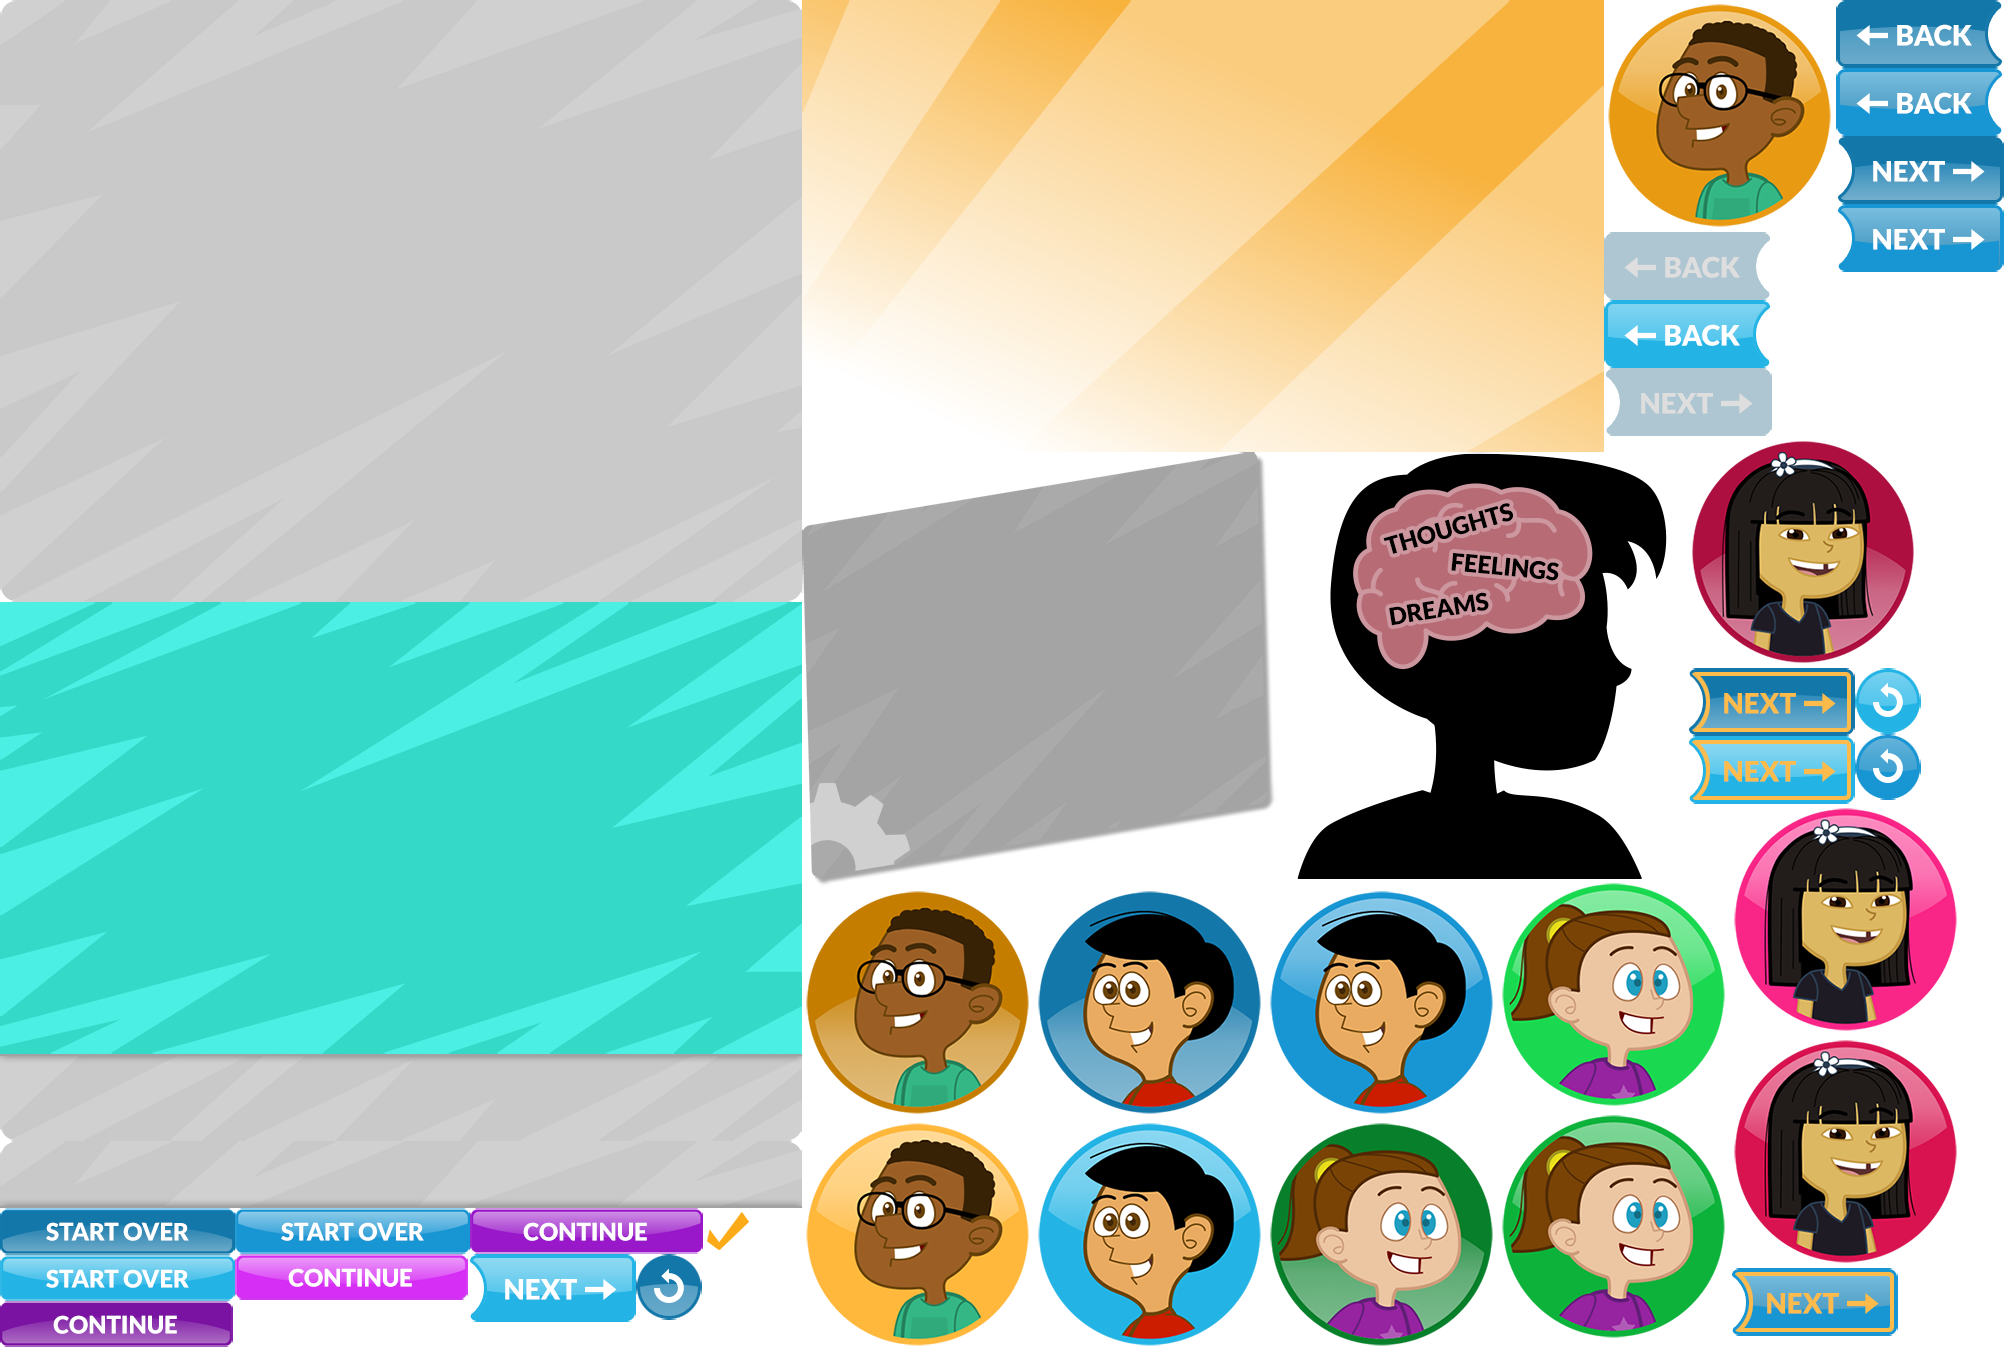 ← BACK
← BACK
NEXT →
NEXT →
← BACK
← BACK
NEXT →
THOUGHTS
FEELINGS
DREAMS
NEXT →
NEXT →
START OVER
START OVER
CONTINUE
START OVER
CONTINUE
NEXT →
CONTINUE
NEXT →